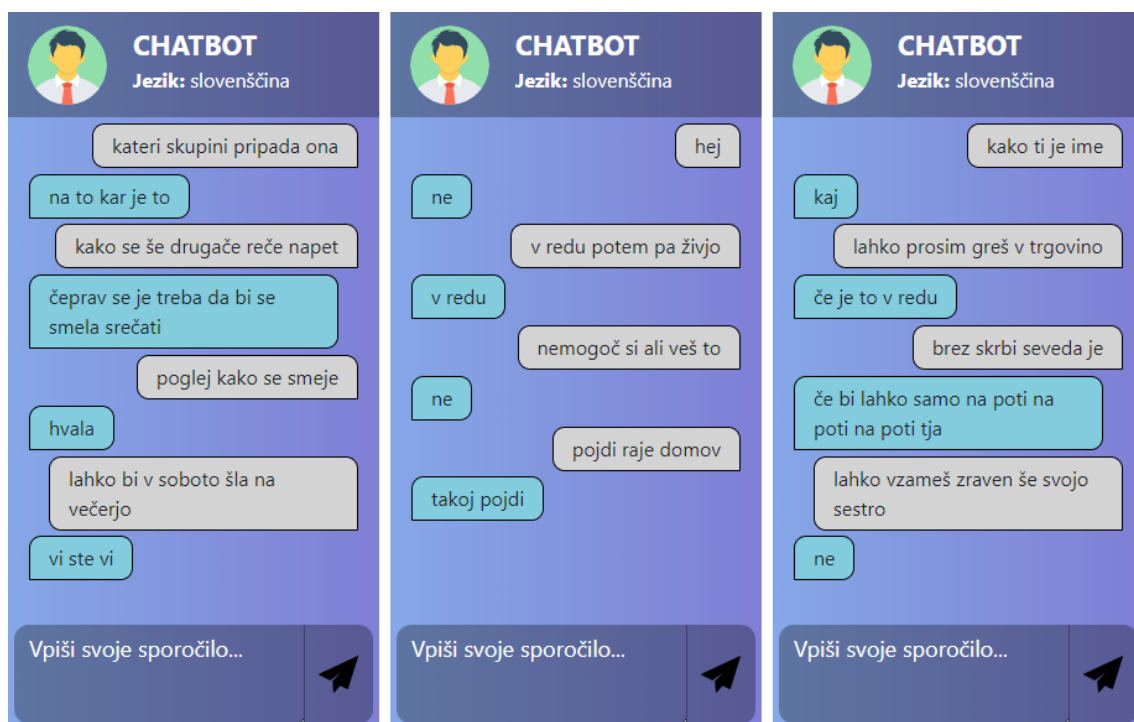 CHATBOT
Jezik: slovenščina
kateri skupini pripada ona
na to kar je to
kako se še drugače reče napet
čeprav se je treba da bi se
smela srečati
poglej kako se smeje
hvala
lahko bi v soboto šla na
večerjo
vi ste vi
Vpiši svoje sporočilo...
CHATBOT
Jezik: slovenščina
hej
ne
v redu potem pa živjo
v redu
nemogoč si ali veš to
ne
pojdi raje domov
takoj pojdi
Vpiši svoje sporočilo...
CHATBOT
Jezik: slovenščina
kako ti je ime
kaj
lahko prosim greš v trgovino
če je to v redu
brez skrbi seveda je
če bi lahko samo na poti na
poti na poti tja
lahko vzameš zraven še svojo
sestro
ne
Vpiši svoje sporočilo...